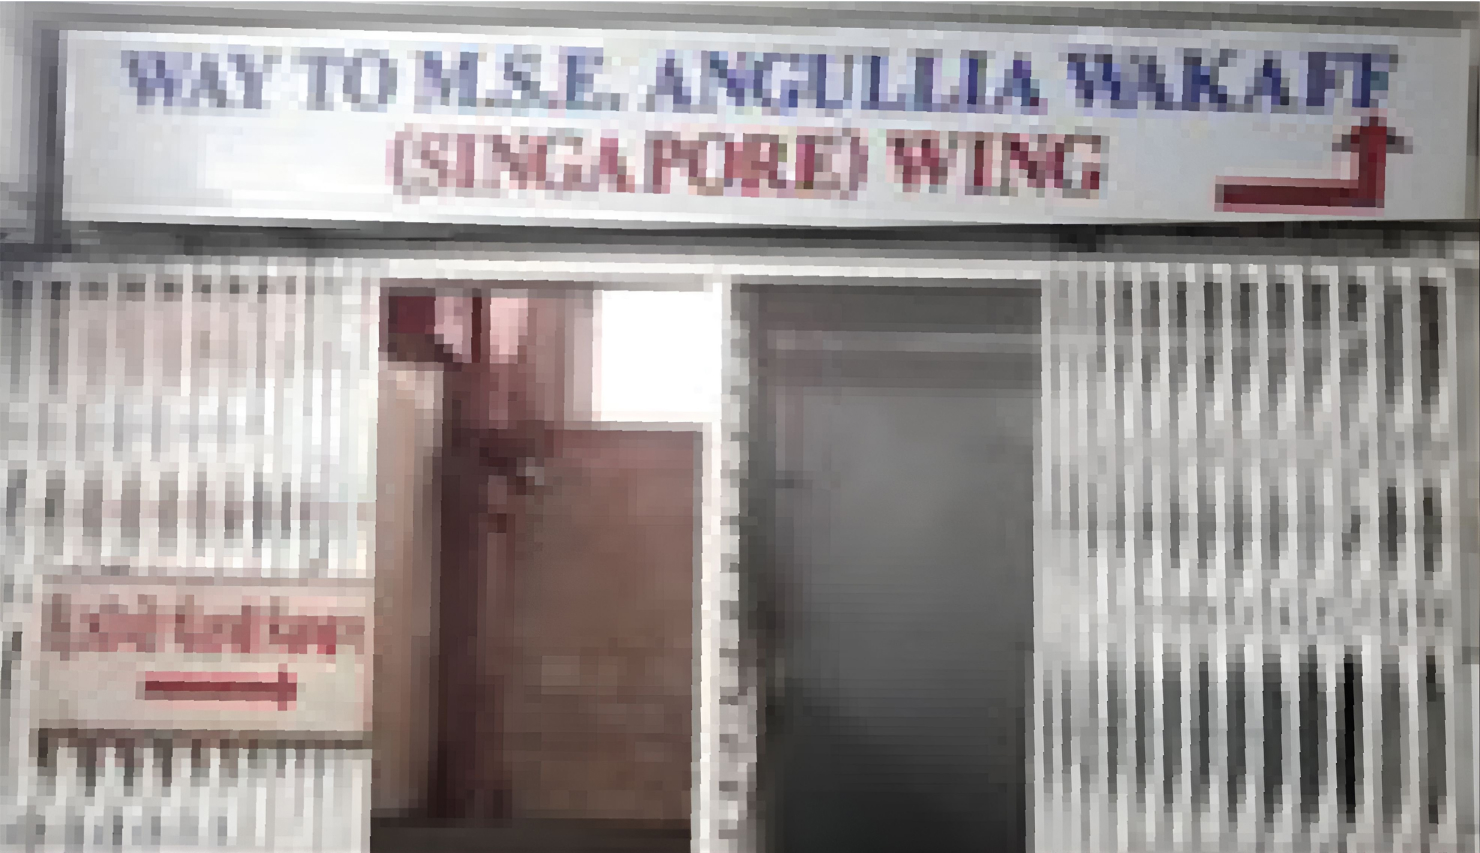 WAY TO M.S.E. ANGULLIA WAKAFF
(SINGAPORE) WING